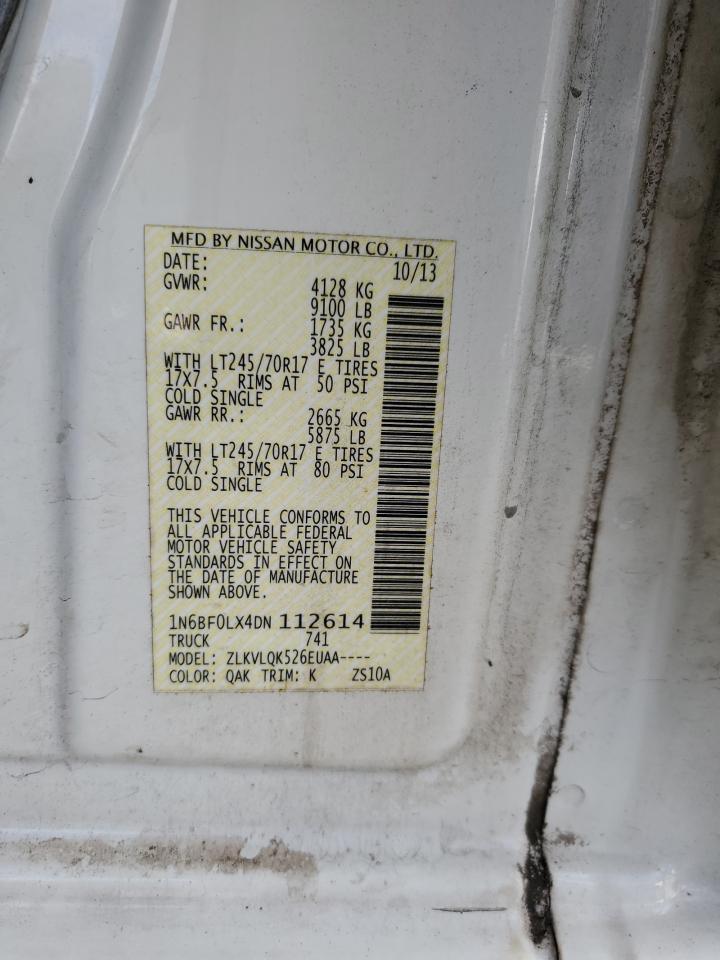 MFD BY NISSAN MOTOR CO., LTD.
DATE: 10/13
GVWR: 4128 KG
9100 LB
GAWR FR.: 1735 KG
3825 LB
WITH LT245/70R17 E TIRES
17X7.5 RIMS AT 50 PSI
COLD SINGLE
GAWR RR.: 2665 KG
5875 LB
WITH LT245/70R17 E TIRES
17X7.5 RIMS AT 80 PSI
COLD SINGLE
THIS VEHICLE CONFORMS TO
ALL APPLICABLE FEDERAL
MOTOR VEHICLE SAFETY
STANDARDS IN EFFECT ON
THE DATE OF MANUFACTURE
SHOWN ABOVE.
1N6BF0LX4DN 112614
TRUCK 741
MODEL: ZLKVLQK526EUAA----
COLOR: QAK TRIM: K ZS10A